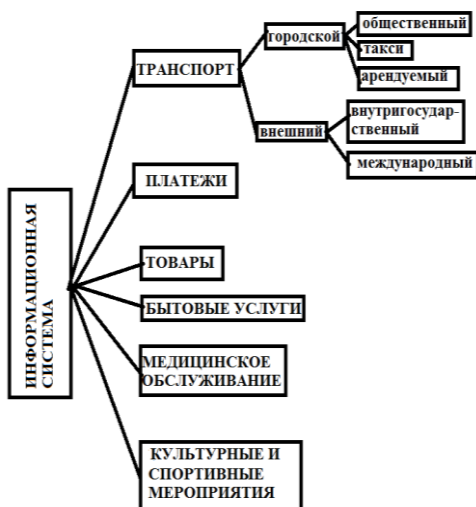 ИНФОРМАЦИОННАЯ
СИСТЕМА
ТРАНСПОРТ
городской
общественный
такси
арендуемый
внешний
внутригосудар-
ственный
международный
ПЛАТЕЖИ
ТОВАРЫ
БЫТОВЫЕ УСЛУГИ
МЕДИЦИНСКОЕ
ОБСЛУЖИВАНИЕ
КУЛЬТУРНЫЕ И
СПОРТИВНЫЕ
МЕРОПРИЯТИЯ